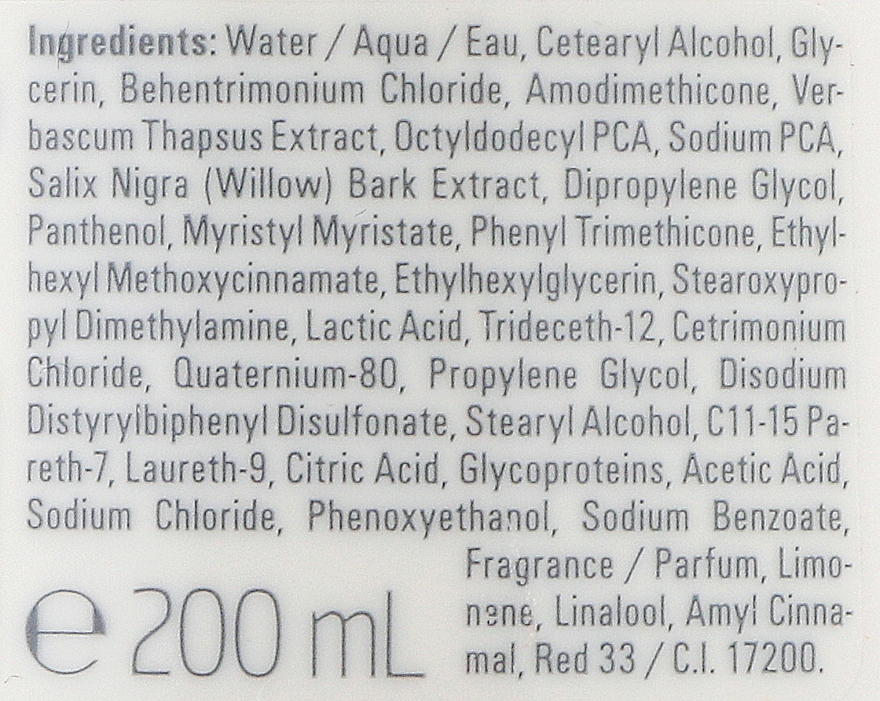 Ingredients: Water / Aqua / Eau, Cetearyl Alcohol, Gly-
cerin, Behentrimonium Chloride, Amodimethicone, Ver-
bascum Thapsus Extract, Octyldodecyl PCA, Sodium PCA,
Salix Nigra (Willow) Bark Extract, Dipropylene Glycol,
Panthenol, Myristyl Myristate, Phenyl Trimethicone, Ethyl-
hexyl Methoxycinnamate, Ethylhexylglycerin, Stearoxypro-
pyl Dimethylamine, Lactic Acid, Trideceth-12, Cetrimonium
Chloride, Quaternium-80, Propylene Glycol, Disodium
Distyrylbiphenyl Disulfonate, Stearyl Alcohol, C11-15 Pa-
reth-7, Laureth-9, Citric Acid, Glycoproteins, Acetic Acid,
Sodium Chloride, Phenoxyethanol, Sodium Benzoate,
Fragrance / Parfum, Limo-
nene, Linalool, Amyl Cinna-
mal, Red 33 / C.I. 17200.
℮ 200 mL